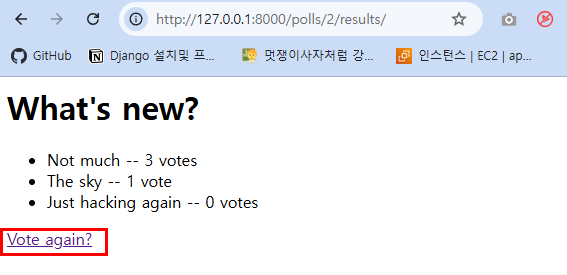 http://127.0.0.1:8000/polls/2/results/
GitHub Django 설치및 프... 멋쟁이사자처럼 강... 인스턴스 | EC2 | ap...
What's new?
Not much -- 3 votes
The sky -- 1 vote
Just hacking again -- 0 votes
Vote again?